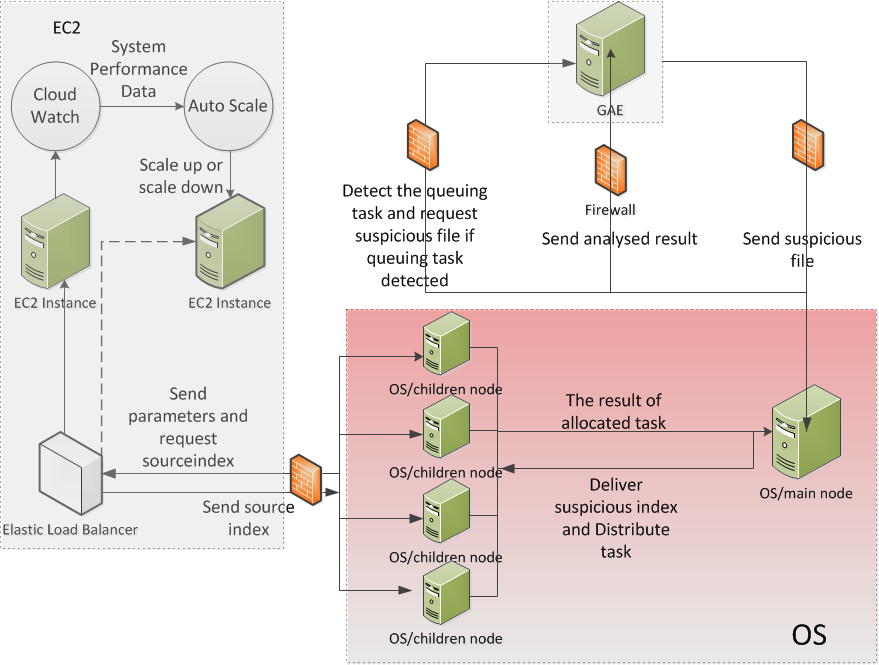 EC2
System
Performance
Data
Cloud
Watch
Auto Scale
Scale up or
scale down
EC2 Instance
EC2 Instance
Send
parameters and
request
sourceindex
Send source
index
Elastic Load Balancer
GAE
Detect the queuing
task and request
suspicious file if
queuing task
detected
Firewall
Send analysed result
Send suspicious
file
OS/children node
OS/children node
OS/children node
OS/children node
The result of
allocated task
Deliver
suspicious index
and Distribute
task
OS/main node
OS